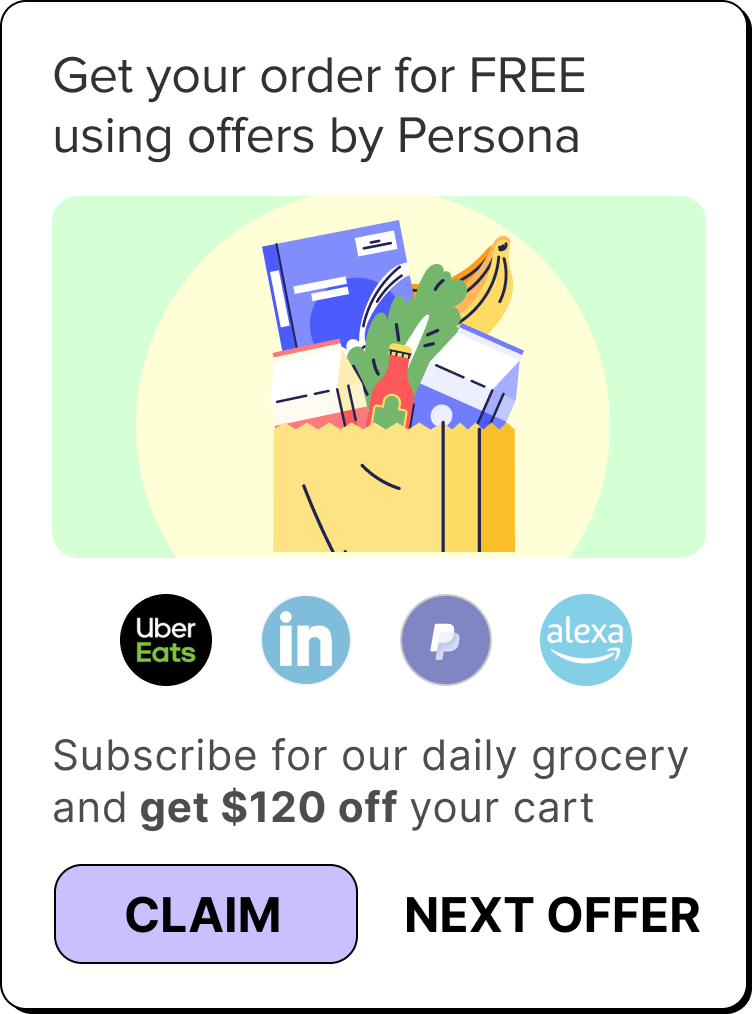 Get your order for FREE
using offers by Persona
Uber
Eats
in
P
alexa
Subscribe for our daily grocery
and get $120 off your cart
CLAIM
NEXT OFFER